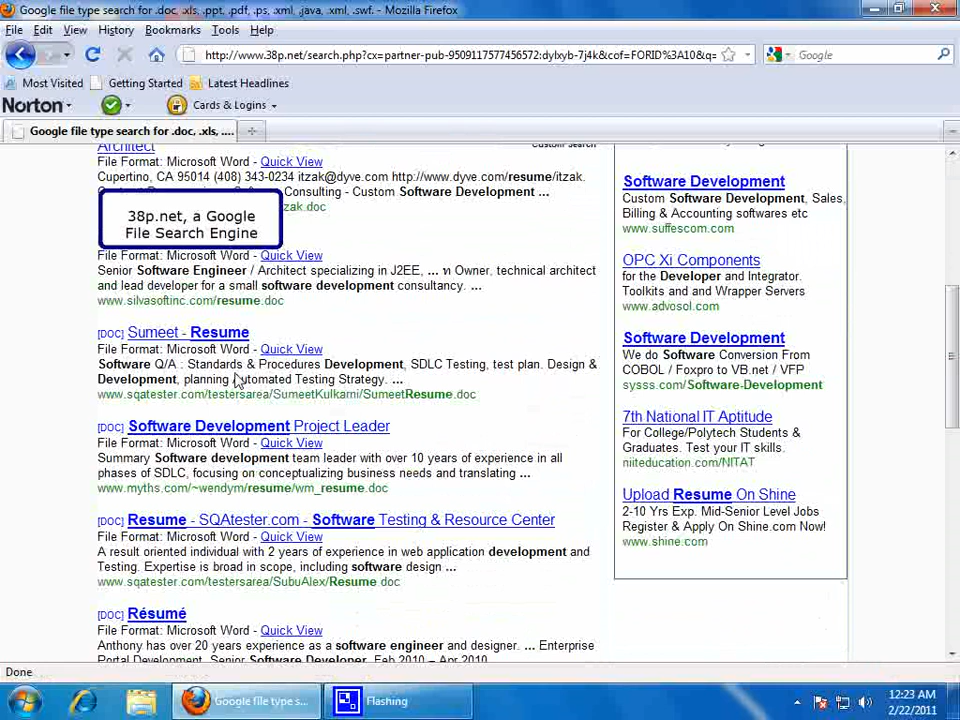 Google file type search for .doc, .xls, .ppt, .pdf, .ps, .xml, .java, .xml, .swf. - Mozilla Firefox
File Edit View History Bookmarks Tools Help
http://www.38p.net/search.php?cx=partner-pub-9509117577456572:dylxyb-7j4k&cof=FORID%3A10&q=
Google
Most Visited Getting Started Latest Headlines
Norton Cards & Logins
Google file type search for .doc, .xls, ....
Architect
File Format: Microsoft Word - Quick View
Cupertino, CA 95014 (408) 343-0234 itzak@dyve.com http://www.dyve.com/resume/itzak.
Consulting - Custom Software Development ...
zak.doc
38p.net, a Google
File Search Engine
File Format: Microsoft Word - Quick View
Senior Software Engineer / Architect specializing in J2EE, ... Owner, technical architect
and lead developer for a small software development consultancy. ...
www.silvasoftinc.com/resume.doc
[DOC] Sumeet - Resume
File Format: Microsoft Word - Quick View
Software Q/A : Standards & Procedures Development, SDLC Testing, test plan. Design &
Development, planning Automated Testing Strategy. ...
www.sqatester.com/testersarea/SumeetKulkarni/SumeetResume.doc
[DOC] Software Development Project Leader
File Format: Microsoft Word - Quick View
Summary Software development team leader with over 10 years of experience in all
phases of SDLC, focusing on conceptualizing business needs and translating ...
www.myths.com/~wendym/resume/wm_resume.doc
[DOC] Resume - SQAtester.com - Software Testing & Resource Center
File Format: Microsoft Word - Quick View
A result oriented individual with 2 years of experience in web application development and
Testing. Expertise is broad in scope, including software design ...
www.sqatester.com/testersarea/SubuAlex/Resume.doc
[DOC] Résumé
File Format: Microsoft Word - Quick View
Anthony has over 20 years experience as a software engineer and designer. ... Enterprise
Portal Development, Senior Software Developer, Feb 2010 – Apr 2010
Custom Search
Software Development
Custom Software Development, Sales,
Billing & Accounting softwares etc
www.suffescom.com
OPC Xi Components
for the Developer and Integrator.
Toolkits and and Wrapper Servers
www.advosol.com
Software Development
We do Software Conversion From
COBOL / Foxpro to VB.net / VFP
sysss.com/Software-Development
7th National IT Aptitude
For College/Polytech Students &
Graduates. Test your IT skills.
niiteducation.com/NITAT
Upload Resume On Shine
2-10 Yrs Exp. Mid-Senior Level Jobs
Register & Apply On Shine.com Now!
www.shine.com
Done
Google file type s...
Flashing
12:23 AM
2/22/2011